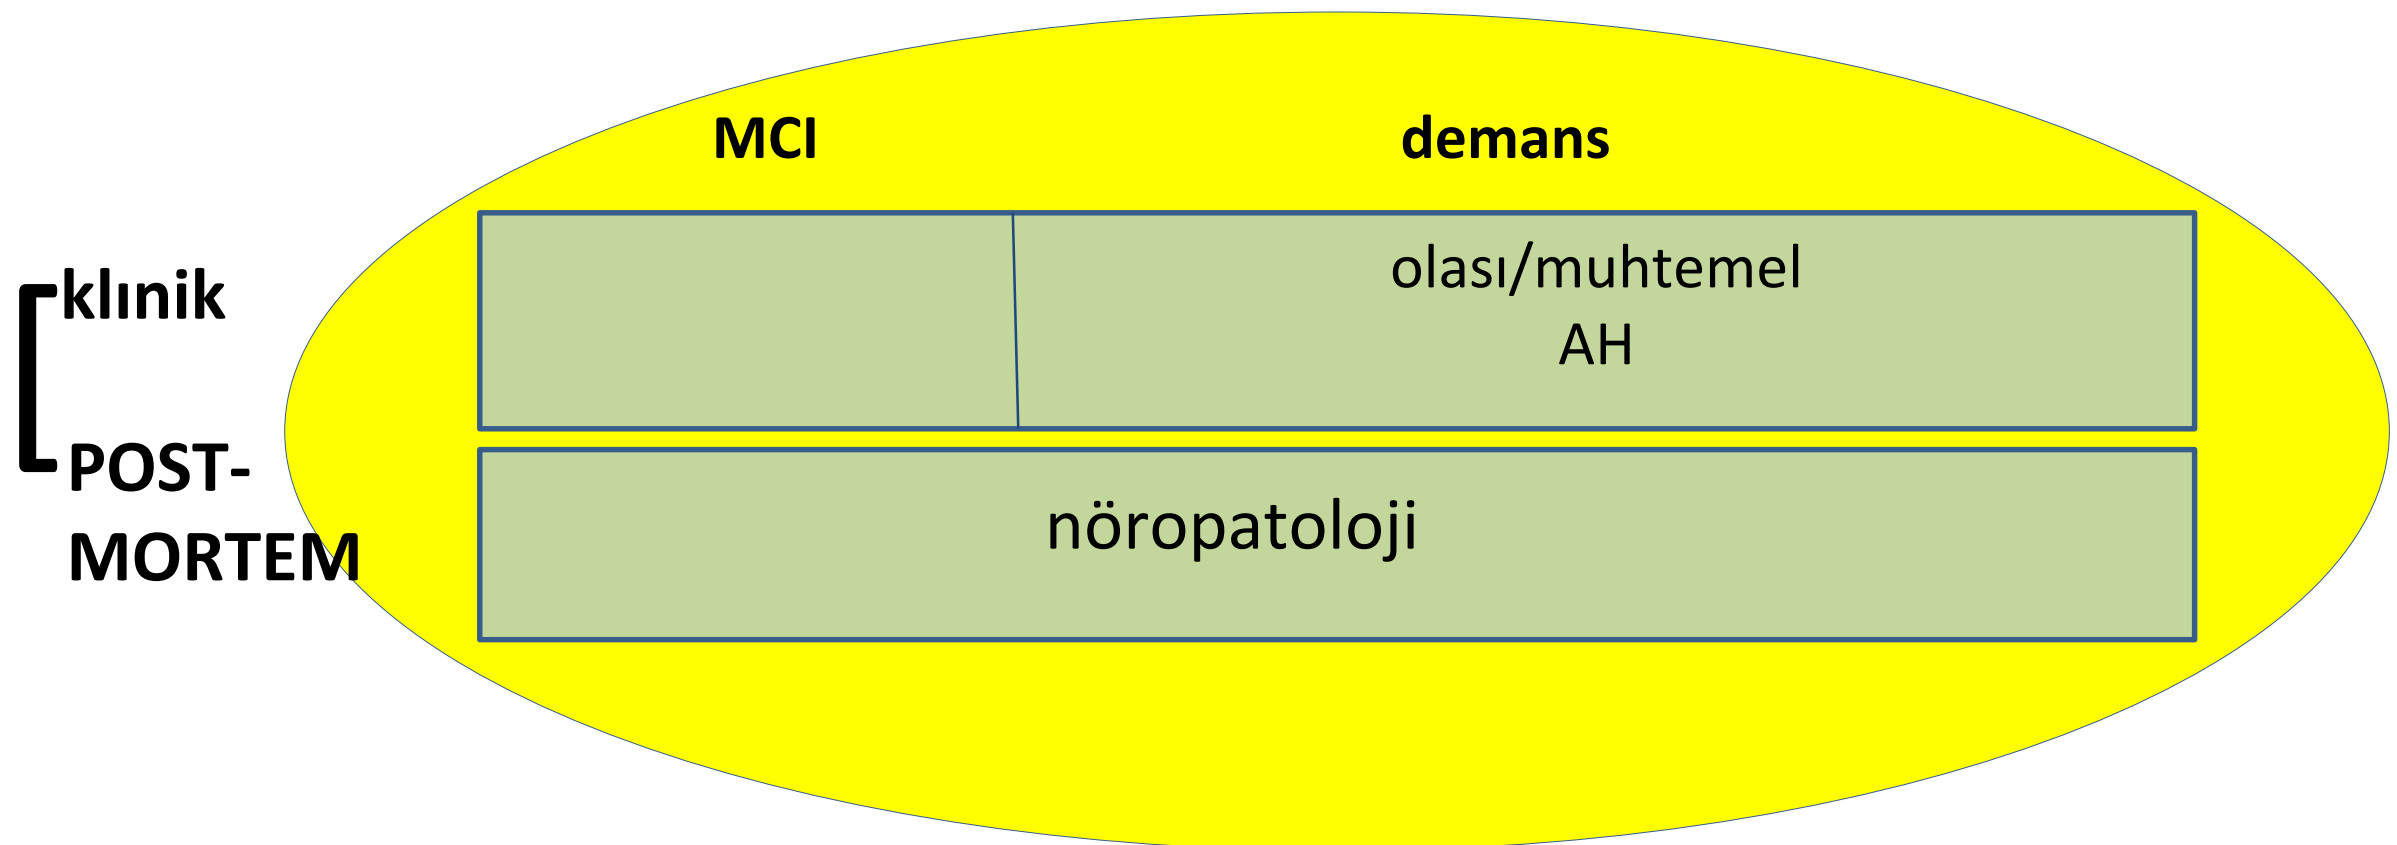 MCI
demans
klınik
olası/muhtemel
AH
POST-
MORTEM
nöropatoloji